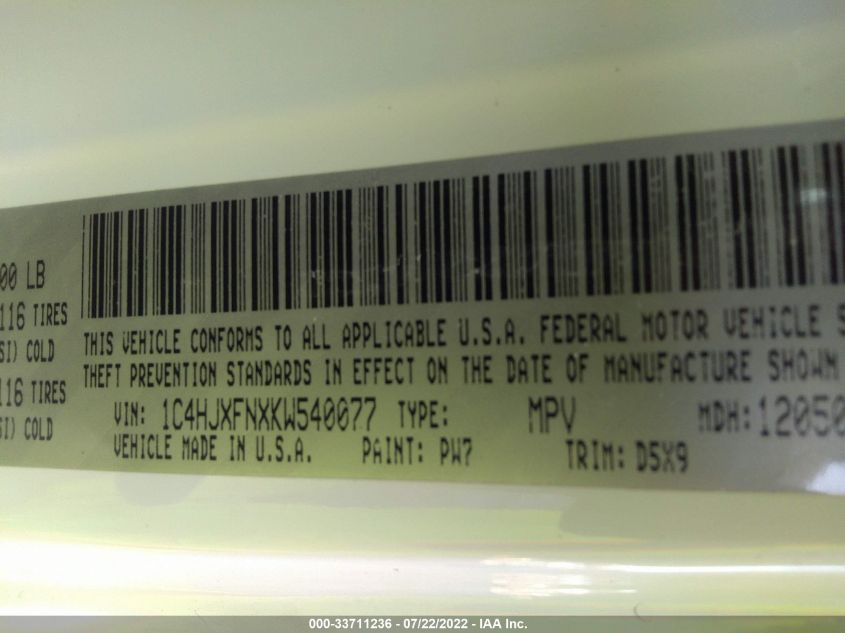 00 LB
116 TIRES
SI) COLD
116 TIRES
SI) COLD
THIS VEHICLE CONFORMS TO ALL APPLICABLE U.S.A. FEDERAL MOTOR VEHICLE S
THEFT PREVENTION STANDARDS IN EFFECT ON THE DATE OF MANUFACTURE SHOWN
VIN: 1C4HJXFNXKW540077 TYPE: MPV MDH: 12050
VEHICLE MADE IN U.S.A. PAINT: PW7 TRIM: D5X9
000-33711236 - 07/22/2022 - IAA Inc.